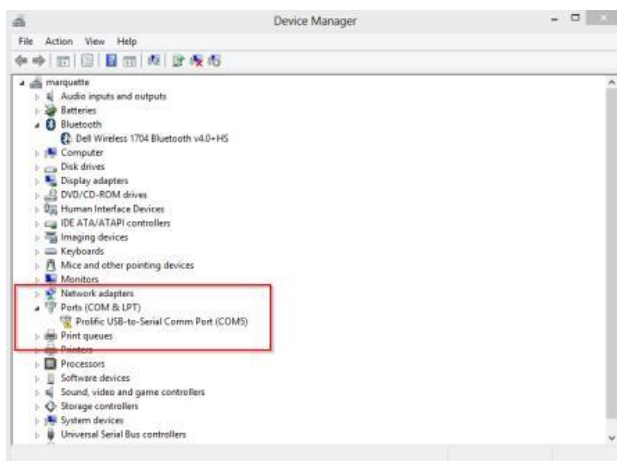 Device Manager
File Action View Help
marquette
Audio inputs and outputs
Batteries
Bluetooth
Dell Wireless 1704 Bluetooth v4.0+HS
Computer
Disk drives
Display adapters
DVD/CD-ROM drives
Human Interface Devices
IDE ATA/ATAPI controllers
Imaging devices
Keyboards
Mice and other pointing devices
Monitors
Network adapters
Ports (COM & LPT)
Prolific USB-to-Serial Comm Port (COM5)
Print queues
Printers
Processors
Software devices
Sound, video and game controllers
Storage controllers
System devices
Universal Serial Bus controllers